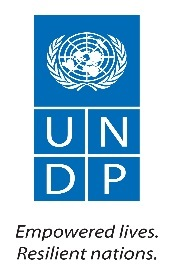 U N
D P
Empowered lives.
Resilient nations.